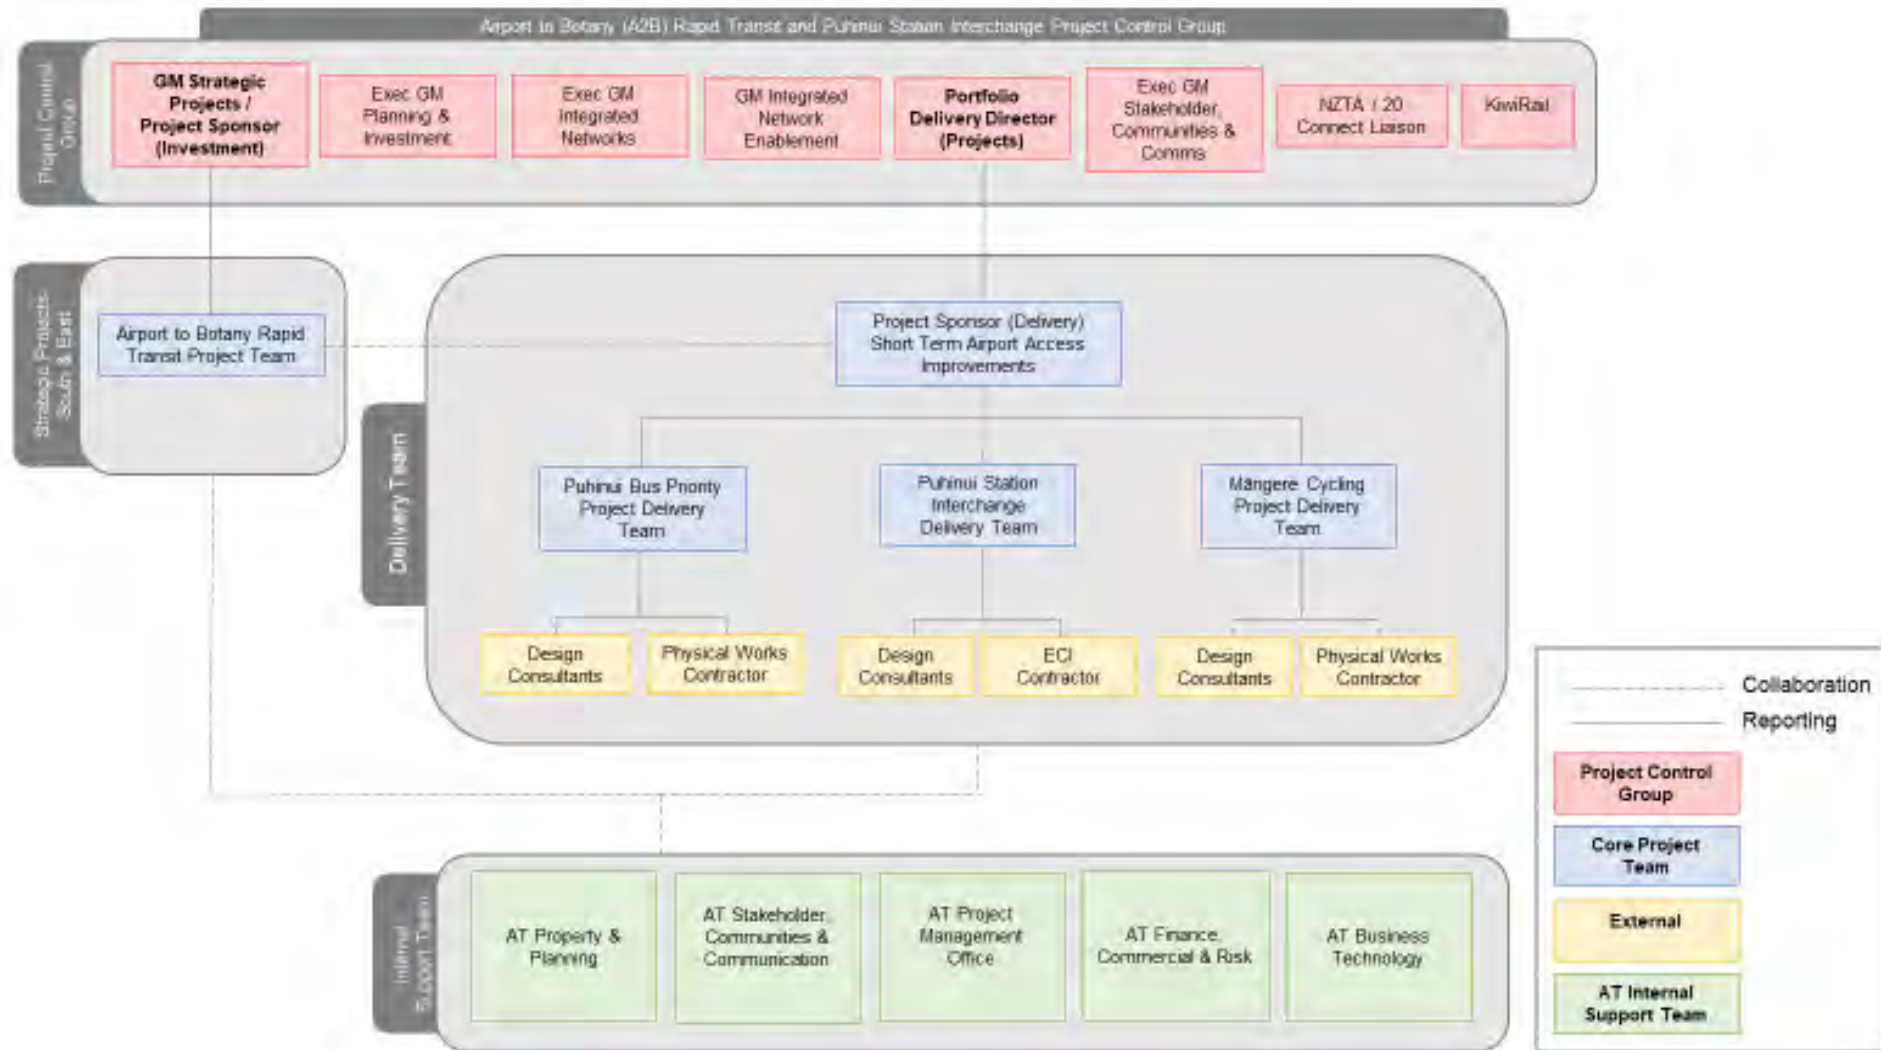 Airport to Botany (A2B) Rapid Transit and Puhinui Station Interchange Project Control Group
Project Control
Group
GM Strategic
Projects /
Project Sponsor
(Investment)
Exec GM
Planning &
Investment
Exec GM
Integrated
Networks
GM Integrated
Network
Enablement
Portfolio
Delivery Director
(Projects)
Exec GM
Stakeholder,
Communities &
Comms
NZTA / 20
Connect Liaison
KiwiRail
Strategic Projects
South & East
Airport to Botany Rapid
Transit Project Team
Project Sponsor (Delivery)
Short Term Airport Access
Improvements
Delivery Team
Puhinui Bus Priority
Project Delivery
Team
Puhinui Station
Interchange
Delivery Team
Māngere Cycling
Project Delivery
Team
Design
Consultants
Physical Works
Contractor
Design
Consultants
ECI
Contractor
Design
Consultants
Physical Works
Contractor
Collaboration
Reporting
Project Control
Group
Core Project
Team
External
AT Internal
Support Team
Internal
Support Team
AT Property &
Planning
AT Stakeholder,
Communities &
Communication
AT Project
Management
Office
AT Finance,
Commercial & Risk
AT Business
Technology